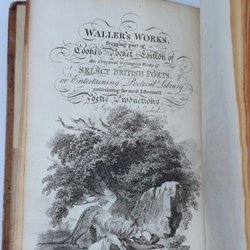 WALLER'S WORKS,
forming part of
Cooke's Pocket Edition of
the Original & complete Works of
SELECT BRITISH POETS,
or Entertaining Poetical Library
containing the most Esteemed
Poetic Productions